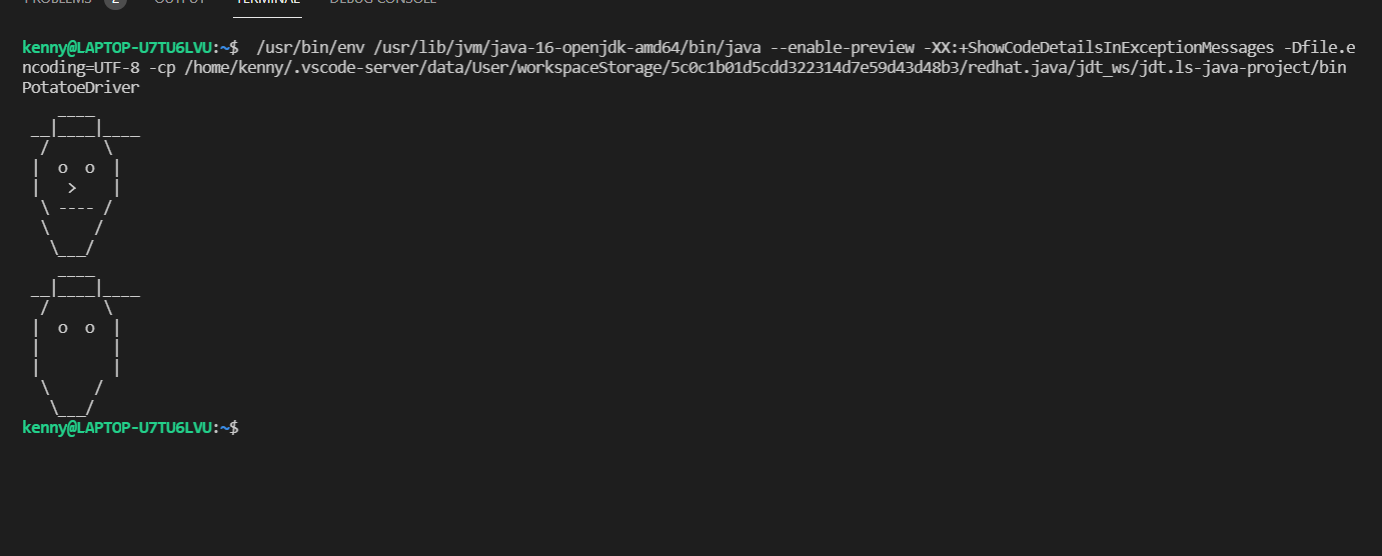 PROBLEMS 2 OUTPUT TERMINAL DEBUG CONSOLE
kenny@LAPTOP-U7TU6LVU:~$  /usr/bin/env /usr/lib/jvm/java-16-openjdk-amd64/bin/java --enable-preview -XX:+ShowCodeDetailsInExceptionMessages -Dfile.e
ncoding=UTF-8 -cp /home/kenny/.vscode-server/data/User/workspaceStorage/5c0c1b01d5cdd322314d7e59d43d48b3/redhat.java/jdt_ws/jdt.ls-java-project/bin
PotatoeDriver
    ____
 __|____|____
  /      \
 |  o  o  |
 |   >    |
  \ ---- /
  \     /
   \___/
    ____
 __|____|____
  /      \
 |  o  o  |
 |        |
 |        |
  \     /
   \___/
kenny@LAPTOP-U7TU6LVU:~$